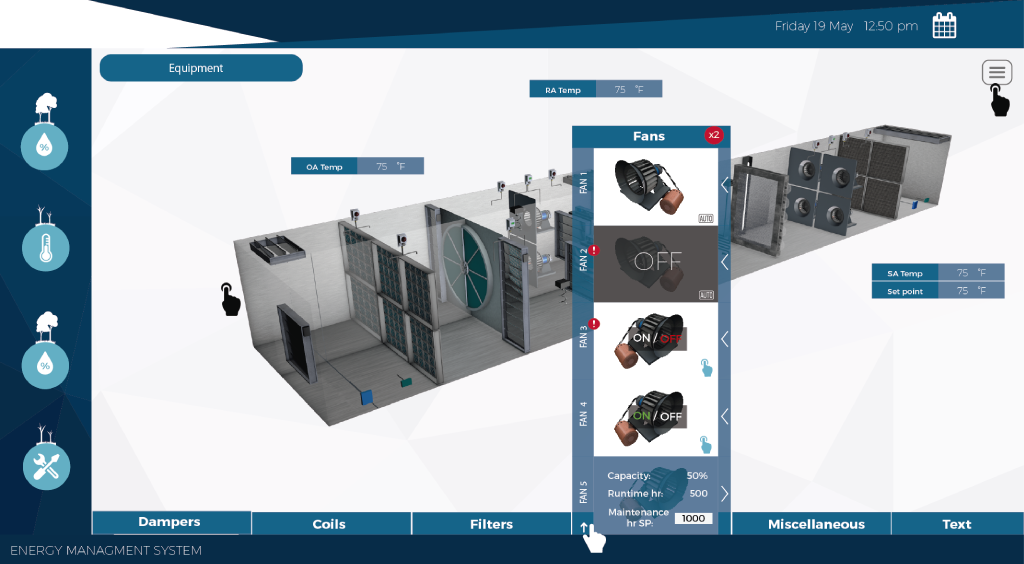 Friday 19 May 12:50 pm
Equipment
RA Temp 75 °F
OA Temp 75 °F
Fans x2
FAN 1
AUTO
FAN 2 !
OFF
AUTO
FAN 3 !
ON / OFF
FAN 4
ON / OFF
FAN 5
Capacity: 50%
Runtime hr: 500
Maintenance
hr SP: 1000
SA Temp 75 °F
Set point 75 °F
%
%
Dampers Coils Filters Miscellaneous Text
ENERGY MANAGMENT SYSTEM